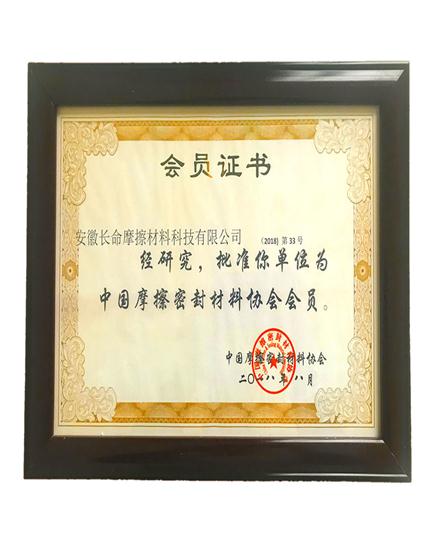 会员证书
安徽长命摩擦材料科技有限公司 (2018) 第 33 号
经研究，批准你单位为
中国摩擦密封材料协会会员。
中国摩擦密封材料协会
二〇一八年八月